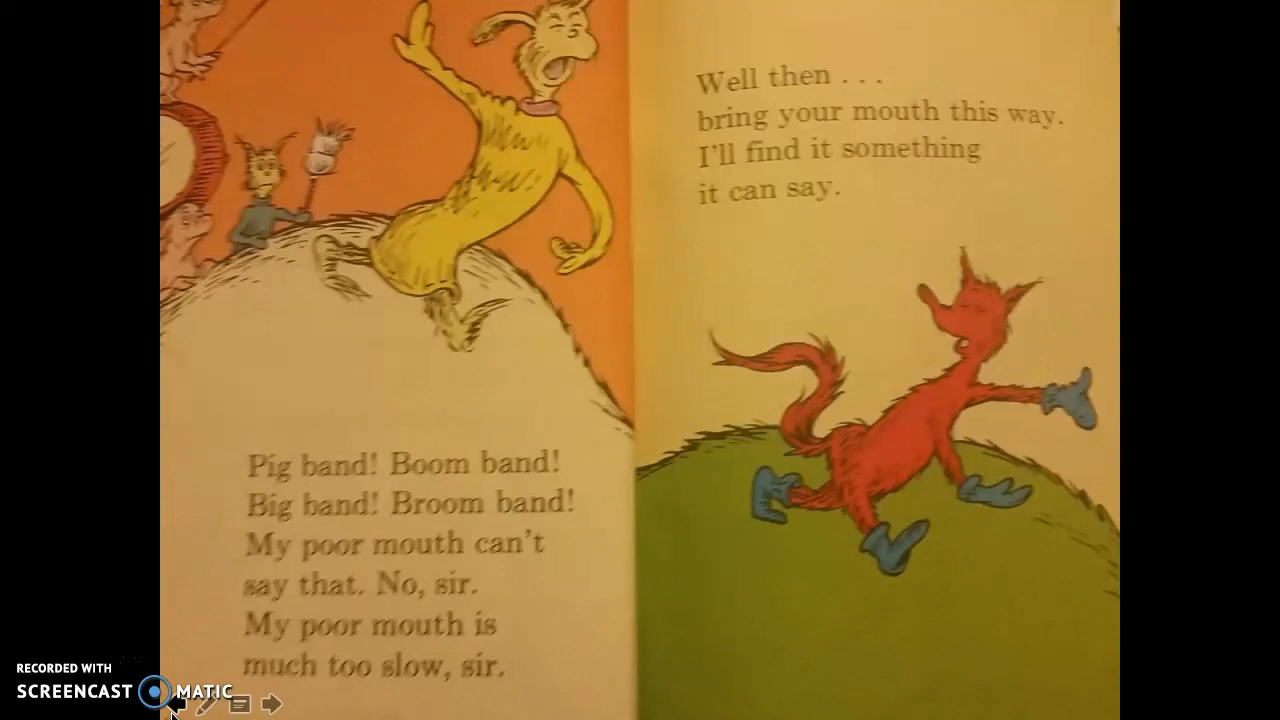 Pig band! Boom band!
Big band! Broom band!
My poor mouth can't
say that. No, sir.
My poor mouth is
much too slow, sir.
Well then . . .
bring your mouth this way.
I'll find it something
it can say.
RECORDED WITH
SCREENCAST MATIC